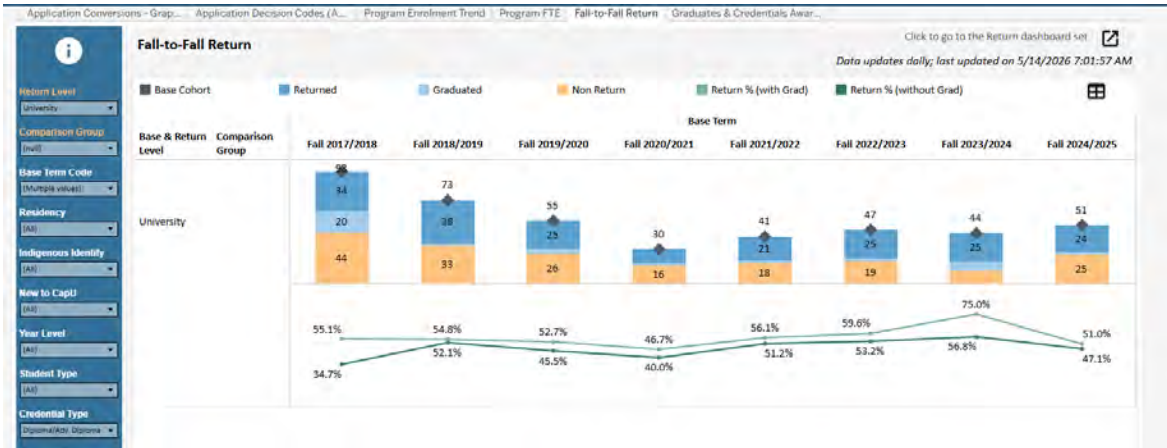 Application Conversions - Grap... Application Decision Codes (A... Program Enrolment Trend Program FTE Fall-to-Fall Return Graduates & Credentials Awar...
Fall-to-Fall Return
Click to go to the Return dashboard set
Data updates daily; last updated on 5/14/2026 7:01:57 AM
i
Return Level
University
Comparison Group
(null)
Base Term Code
(Multiple values)
Residency
(All)
Indigenous Identify
(All)
New to CapU
(All)
Year Level
(All)
Student Type
(All)
Credential Type
Diploma/Adv. Diploma
Base Cohort Returned Graduated Non Return Return % (with Grad) Return % (without Grad)
Base Term
Base & Return Level Comparison Group Fall 2017/2018 Fall 2018/2019 Fall 2019/2020 Fall 2020/2021 Fall 2021/2022 Fall 2022/2023 Fall 2023/2024 Fall 2024/2025
University
98 73 55 30 41 47 44 51
34 38 25 21 25 25 24
20
44 33 26 16 18 19 25
55.1% 54.8% 52.7% 46.7% 56.1% 59.6% 75.0% 51.0%
34.7% 52.1% 45.5% 40.0% 51.2% 53.2% 56.8% 47.1%